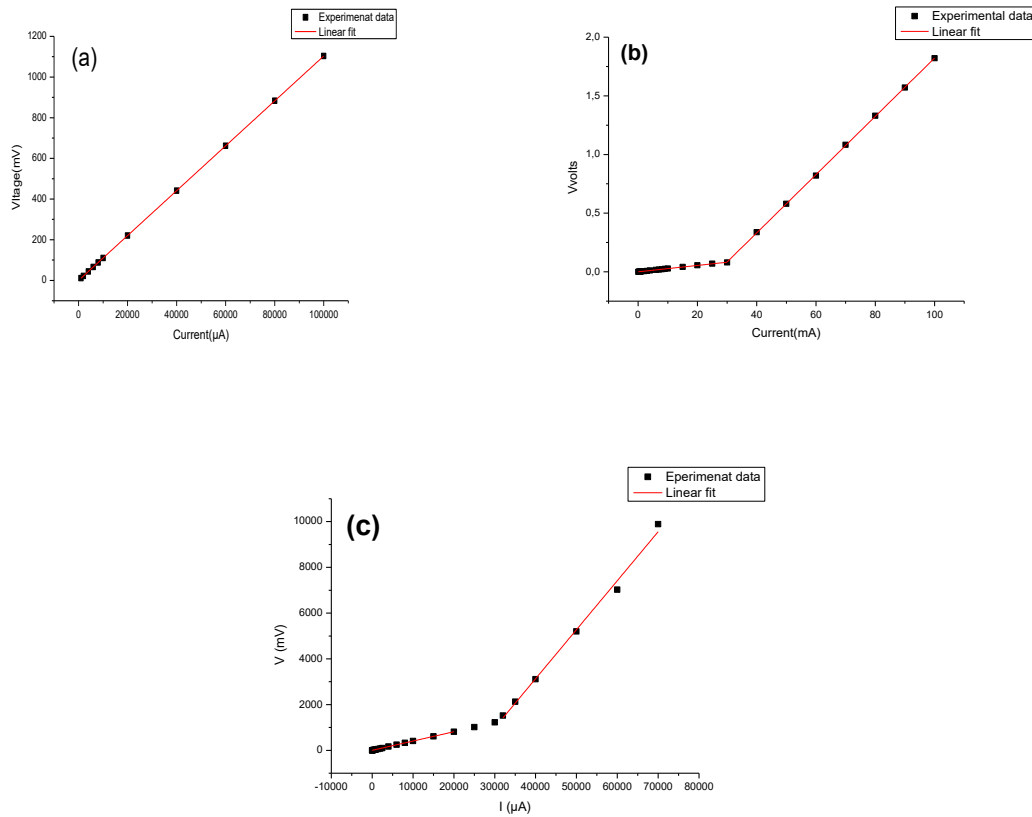 Experimenat data
Linear fit
(a)
1200
1000
800
600
400
200
0
VItage(mV)
0 20000 40000 60000 80000 100000
Current(µA)
Experimental data
Linear fit
(b)
2,0
1,5
1,0
0,5
0,0
Vvolts
0 20 40 60 80 100
Current(mA)
Eperimenat data
Linear fit
(c)
10000
8000
6000
4000
2000
0
V (mV)
-10000 0 10000 20000 30000 40000 50000 60000 70000 80000
I (µA)